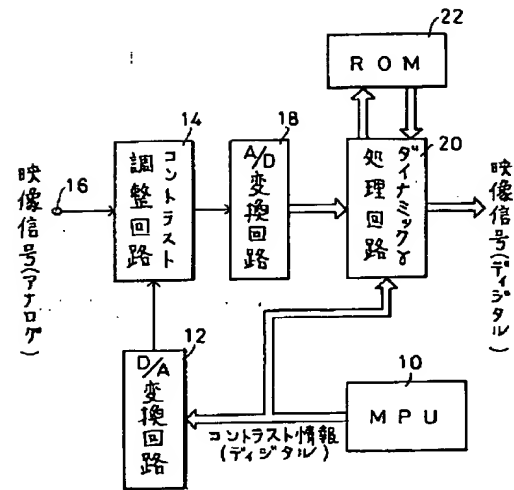 22
ROM
14
コントラスト
調整回路
18
A/D
変換回路
20
ダイナミックγ
処理回路
16
映像信号(アナログ)
映像信号(ディジタル)
12
D/A
変換回路
10
MPU
コントラスト情報
(ディジタル)